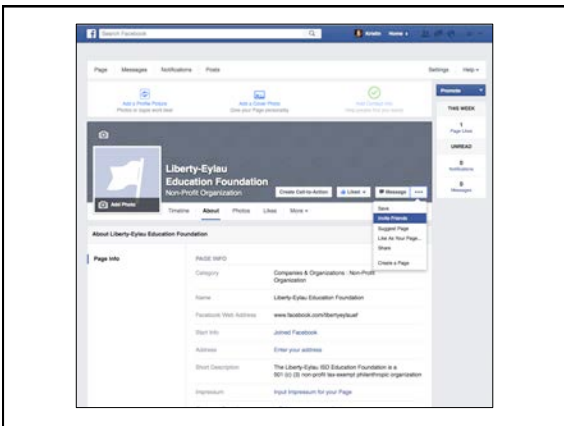 Search Facebook
Kristin Home
Page Messages Notifications Posts Settings Help
Promote
Add a Profile Picture
Add a Cover Photo
Give your Page personality
THIS WEEK
1
Page Likes
UNREAD
0
Notifications
0
Messages
Liberty-Eylau
Education Foundation
Non-Profit Organization
Create Call-to-Action Liked Message
Add Photo
Timeline About Photos Likes More
Save
Invite Friends
Suggest Page
Like As Your Page...
Share
Create a Page
About Liberty-Eylau Education Foundation
Page Info
PAGE INFO
Category Companies & Organizations : Non-Profit
Organization
Name Liberty-Eylau Education Foundation
Facebook Web Address www.facebook.com/libertyeylauef
Start Info Joined Facebook
Address Enter your address
Short Description The Liberty-Eylau ISD Education Foundation is a
501 (c) (3) non-profit tax-exempt philanthropic organization
Impressum Input Impressum for your Page